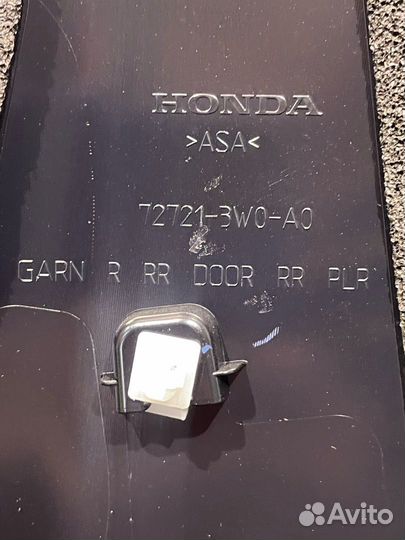 HONDA
>ASA<
72721-3W0-A0
GARN R RR DOOR RR PLR
Avito